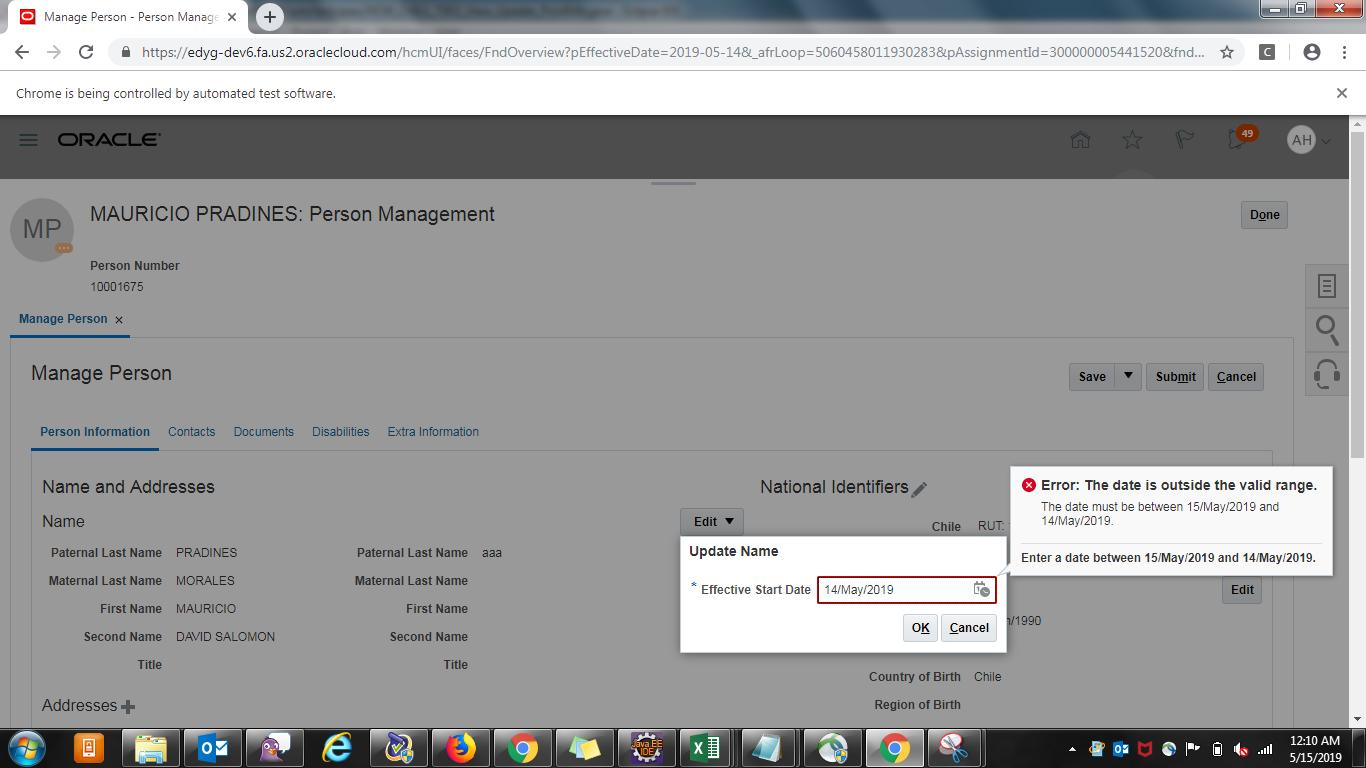 Manage Person - Person Manage
https://edyg-dev6.fa.us2.oraclecloud.com/hcmUI/faces/FndOverview?pEffectiveDate=2019-05-14&_afrLoop=5060458011930283&pAssignmentId=300000005441520&fnd...
C
Chrome is being controlled by automated test software.
ORACLE
49
AH
MP
MAURICIO PRADINES: Person Management
Done
Person Number
10001675
Manage Person
Manage Person
Save
Submit
Cancel
Person Information Contacts Documents Disabilities Extra Information
Name and Addresses
National Identifiers
Name
Edit
Chile RUT:
Paternal Last Name PRADINES
Paternal Last Name aaa
Maternal Last Name MORALES
Maternal Last Name
First Name MAURICIO
First Name
Second Name DAVID SALOMON
Second Name
Title
Title
Update Name
* Effective Start Date 14/May/2019
OK Cancel
Error: The date is outside the valid range.
The date must be between 15/May/2019 and
14/May/2019.
Enter a date between 15/May/2019 and 14/May/2019.
Edit
/1990
Country of Birth Chile
Region of Birth
Addresses
Java EE
IDE
12:10 AM
5/15/2019